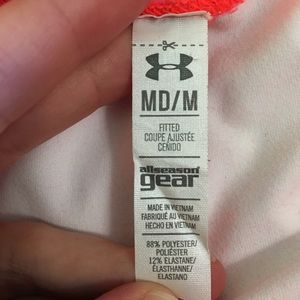 MD/M
FITTED
COUPE AJUSTÉE
CEÑIDO
allseason
gear
MADE IN VIETNAM
FABRIQUÉ AU VIETNAM
HECHO EN VIETNAM
88% POLYESTER/
POLIÉSTER
12% ELASTANE/
ÉLASTHANNE/
ELASTANO